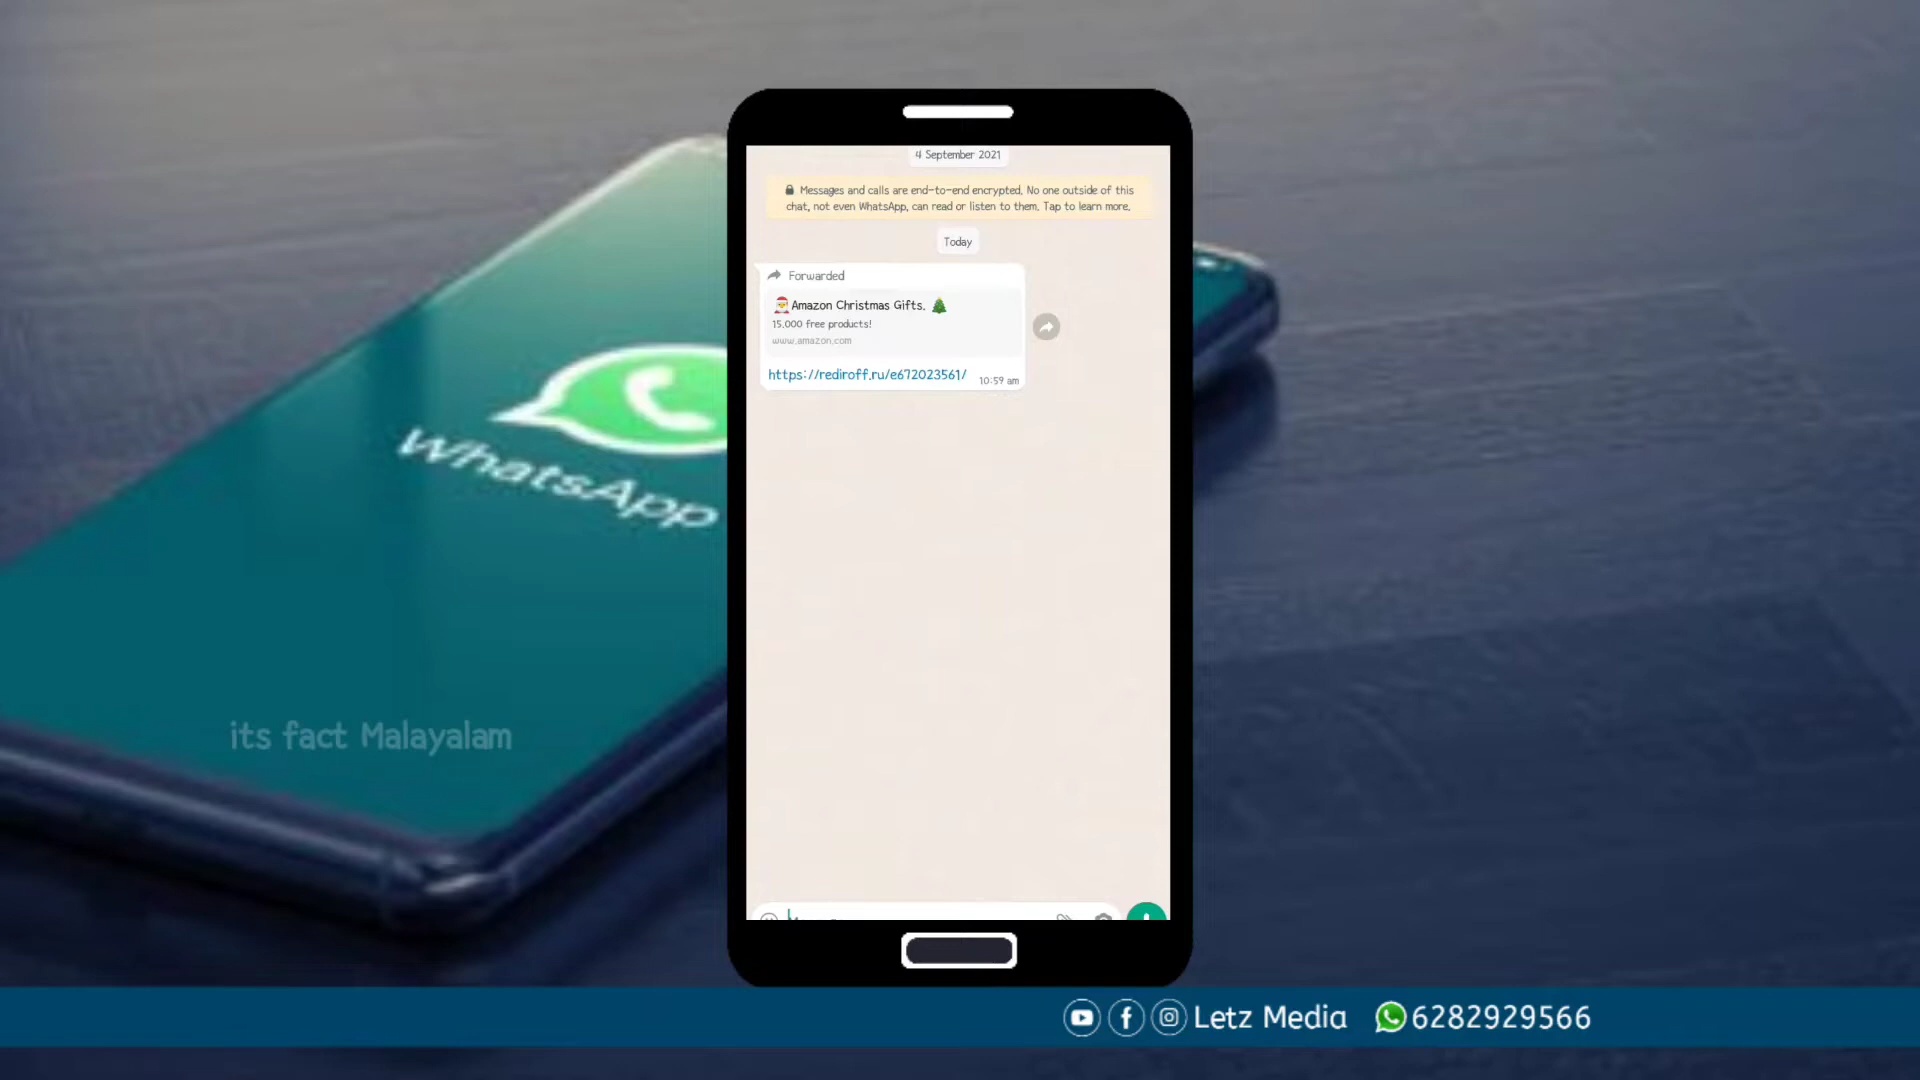 4 September 2021
Messages and calls are end-to-end encrypted. No one outside of this
chat, not even WhatsApp, can read or listen to them. Tap to learn more.
Today
Forwarded
🎅Amazon Christmas Gifts. 🎄
15.000 free products!
www.amazon.com
https://rediroff.ru/e672023561/
10:59 am
WhatsApp
its fact Malayalam
Letz Media
6282929566